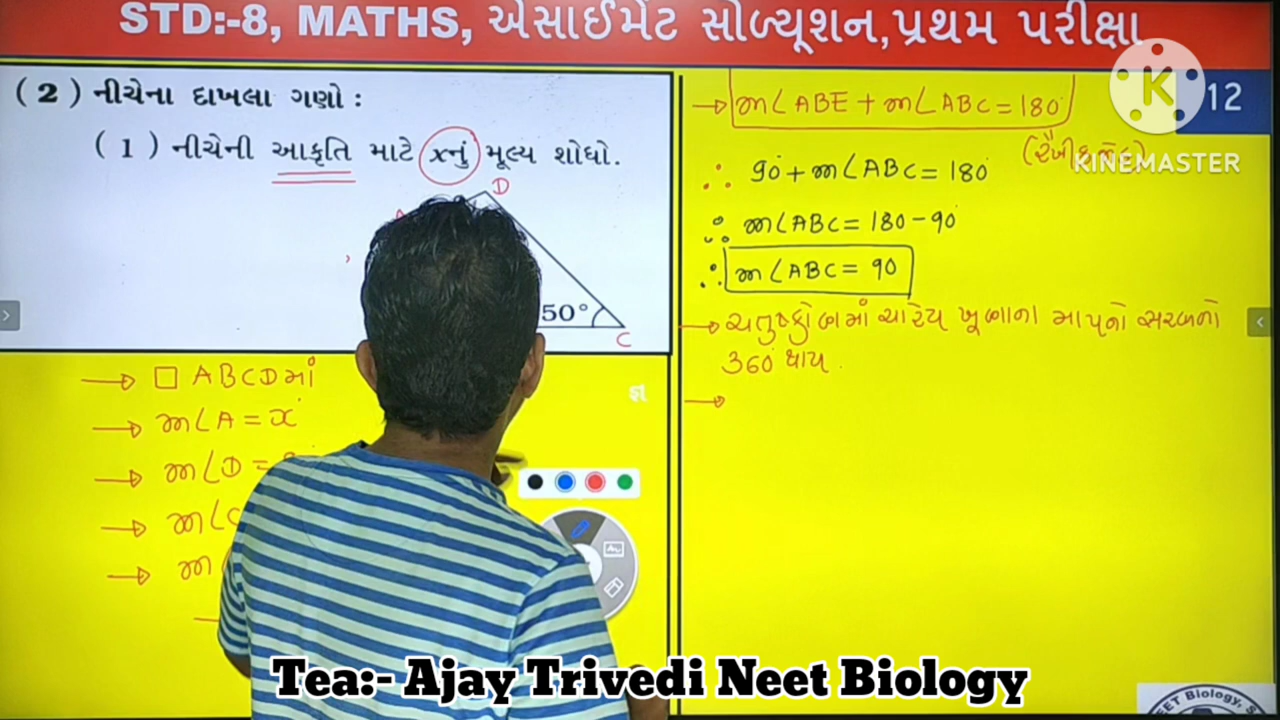 STD:-8, MATHS, એસાઈમેંટ સોળ્યૂશન,પ્રથમ પરીક્ષા
12
K
KINEMASTER
( 2 ) નીચેના દાખલા ગણો :
( 1 ) નીચેની આકૃતિ માટે xનું મૂલ્ય શોધો.
D
A
50°
C
→ □ ABCDમાં
→ m∠A = x°
→ m∠D =
→ m∠C
→ m
→ m∠ABE + m∠ABC = 180°
∴ 90° + m∠ABC = 180°
∴ m∠ABC = 180 - 90°
∴ m∠ABC = 90
→ ચતુષ્કોણમાં ચારેય ખૂણાના માપનો સરવાળો
360° થાય.
→
Tea:- Ajay Trivedi Neet Biology
EET Biology, S